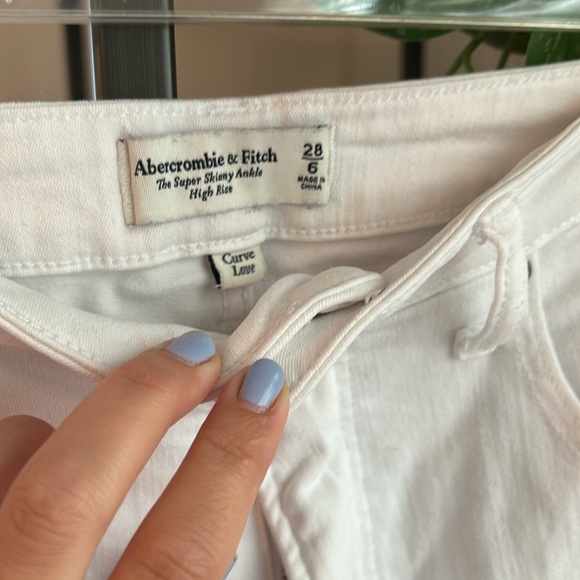 Abercrombie & Fitch
The Super Skinny Ankle
High Rise
28
6
MADE IN
CHINA
Curve
Love